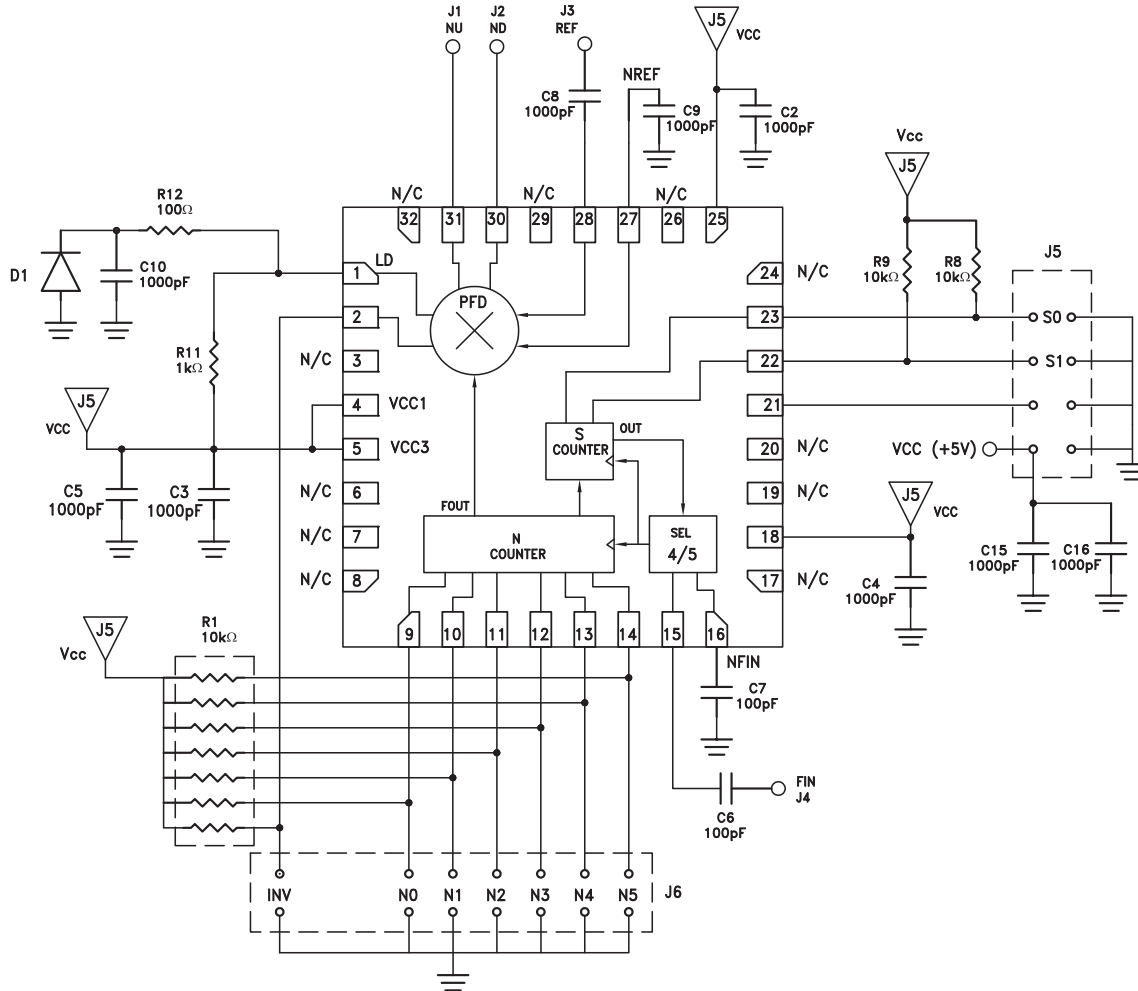 J1
NU
J2
ND
J3
REF
J5
VCC
NREF
C8
1000pF
C9
1000pF
C2
1000pF
Vcc
J5
R12
100Ω
N/C
N/C
N/C
32
31
30
29
28
27
26
25
D1
C10
1000pF
1
LD
PFD
24
N/C
R9
10kΩ
R8
10kΩ
J5
2
23
S0
R11
1kΩ
N/C
3
22
S1
J5
VCC
4
VCC1
21
S
COUNTER
OUT
5
VCC3
20
N/C
VCC (+5V)
C5
1000pF
C3
1000pF
N/C
6
19
N/C
J5
VCC
FOUT
N/C
7
N
COUNTER
SEL
4/5
18
C15
1000pF
C16
1000pF
N/C
8
17
N/C
C4
1000pF
J5
Vcc
R1
10kΩ
9
10
11
12
13
14
15
16
NFIN
C7
100pF
FIN
J4
C6
100pF
INV
N0
N1
N2
N3
N4
N5
J6